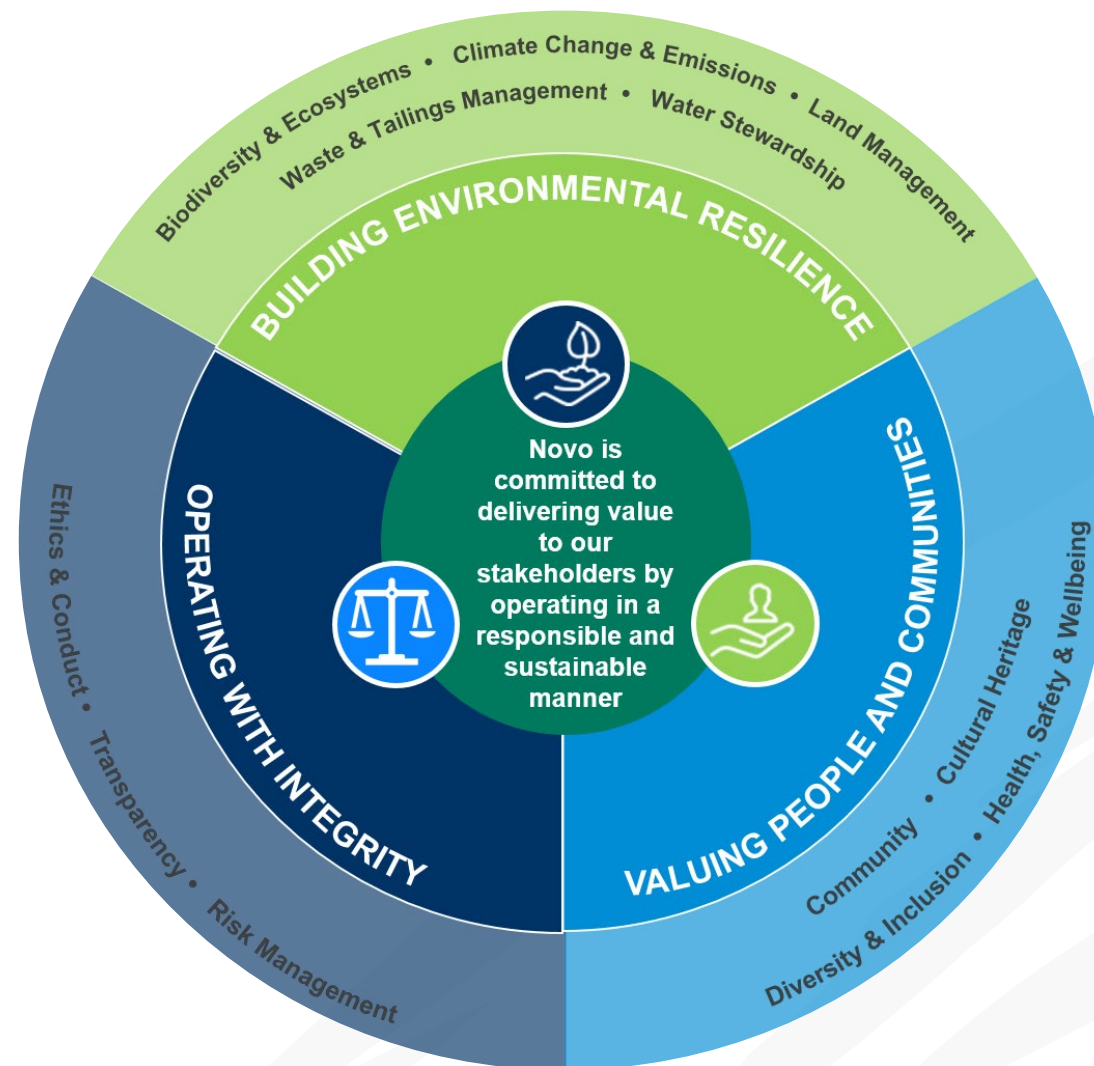 Biodiversity & Ecosystems • Climate Change & Emissions • Land Management
Waste & Tailings Management • Water Stewardship
BUILDING ENVIRONMENTAL RESILIENCE
Novo is
committed to
delivering value
to our
stakeholders by
operating in a
responsible and
sustainable
manner
OPERATING WITH INTEGRITY
Ethics & Conduct • Transparency • Risk Management
VALUING PEOPLE AND COMMUNITIES
Community • Cultural Heritage
Diversity & Inclusion • Health, Safety & Wellbeing